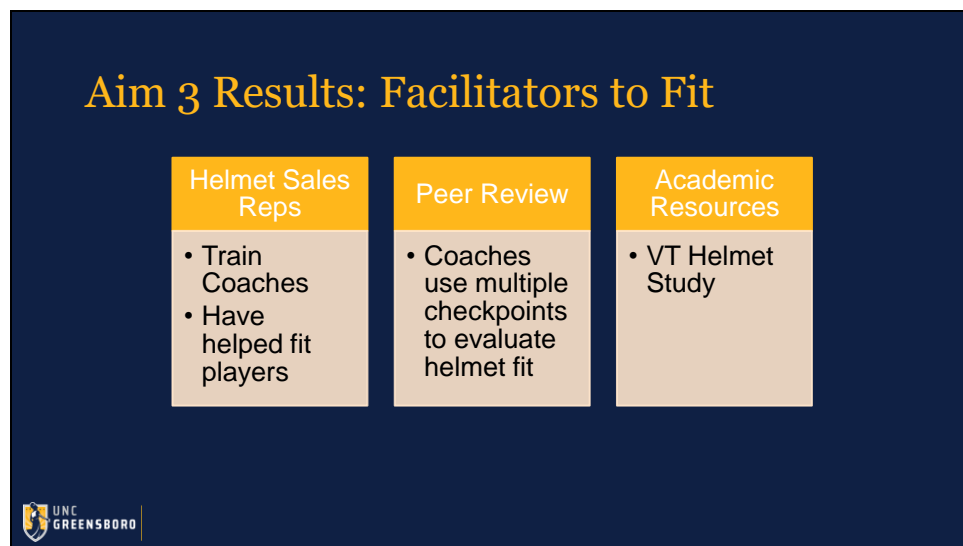 Aim 3 Results: Facilitators to Fit
Helmet Sales
Reps
• Train
Coaches
• Have
helped fit
players
Peer Review
• Coaches
use multiple
checkpoints
to evaluate
helmet fit
Academic
Resources
• VT Helmet
Study
UNC
GREENSBORO